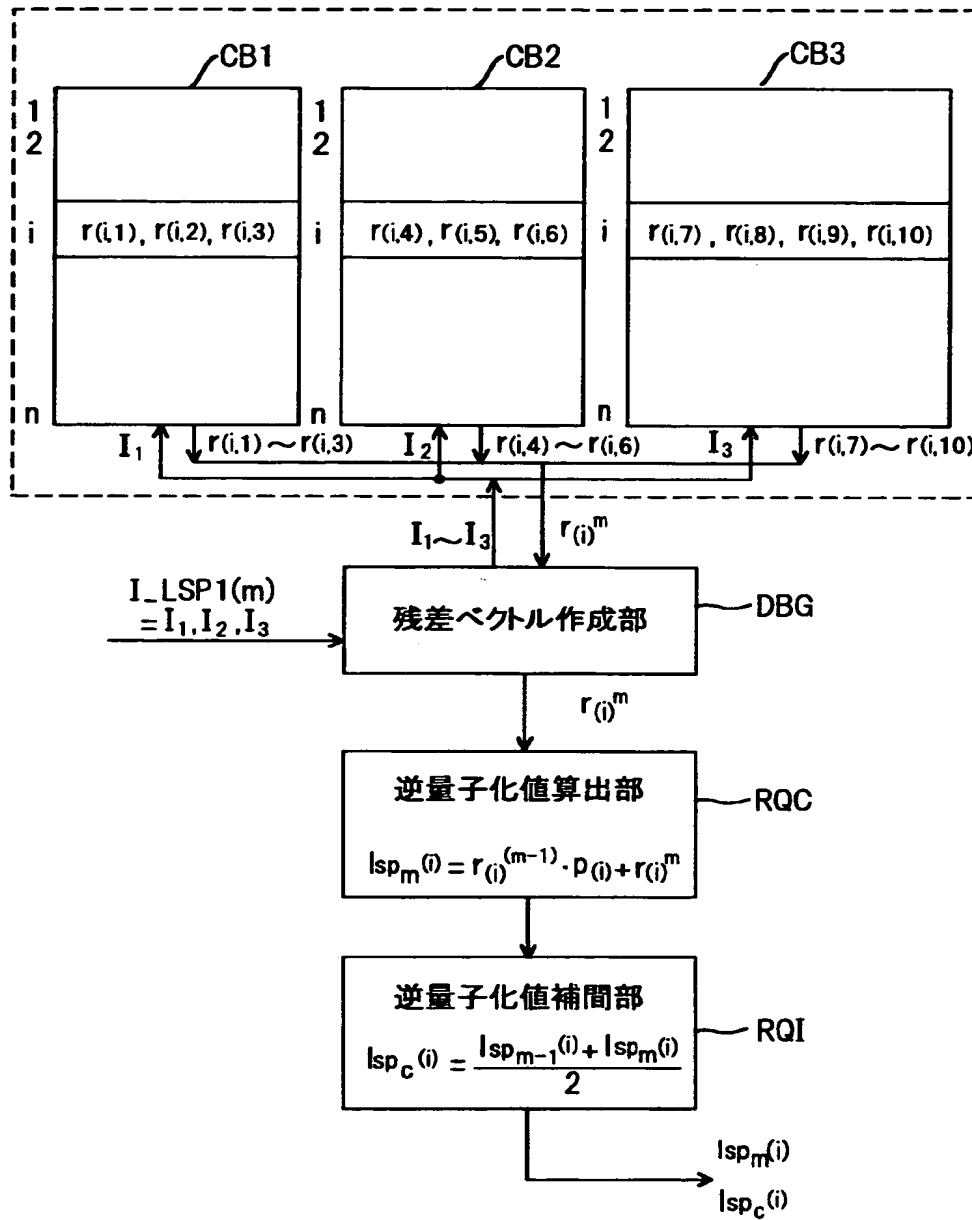 CB1
CB2
CB3
1
2
i
n
r(i,1), r(i,2), r(i,3)
1
2
i
n
r(i,4), r(i,5), r(i,6)
1
2
i
n
r(i,7), r(i,8), r(i,9), r(i,10)
I₁
r(i,1)~r(i,3)
I₂
r(i,4)~r(i,6)
I₃
r(i,7)~r(i,10)
I₁~I₃
r(i)ᵐ
I_LSP1(m)
= I₁, I₂, I₃
残差ベクトル作成部
DBG
r(i)ᵐ
逆量子化値算出部
lspₘ(i) = r(i)⁽ᵐ⁻¹⁾・p(i) + r(i)ᵐ
RQC
逆量子化値補間部
lsp_c(i) = (lspₘ₋₁(i) + lspₘ(i)) / 2
RQI
lspₘ(i)
lsp_c(i)